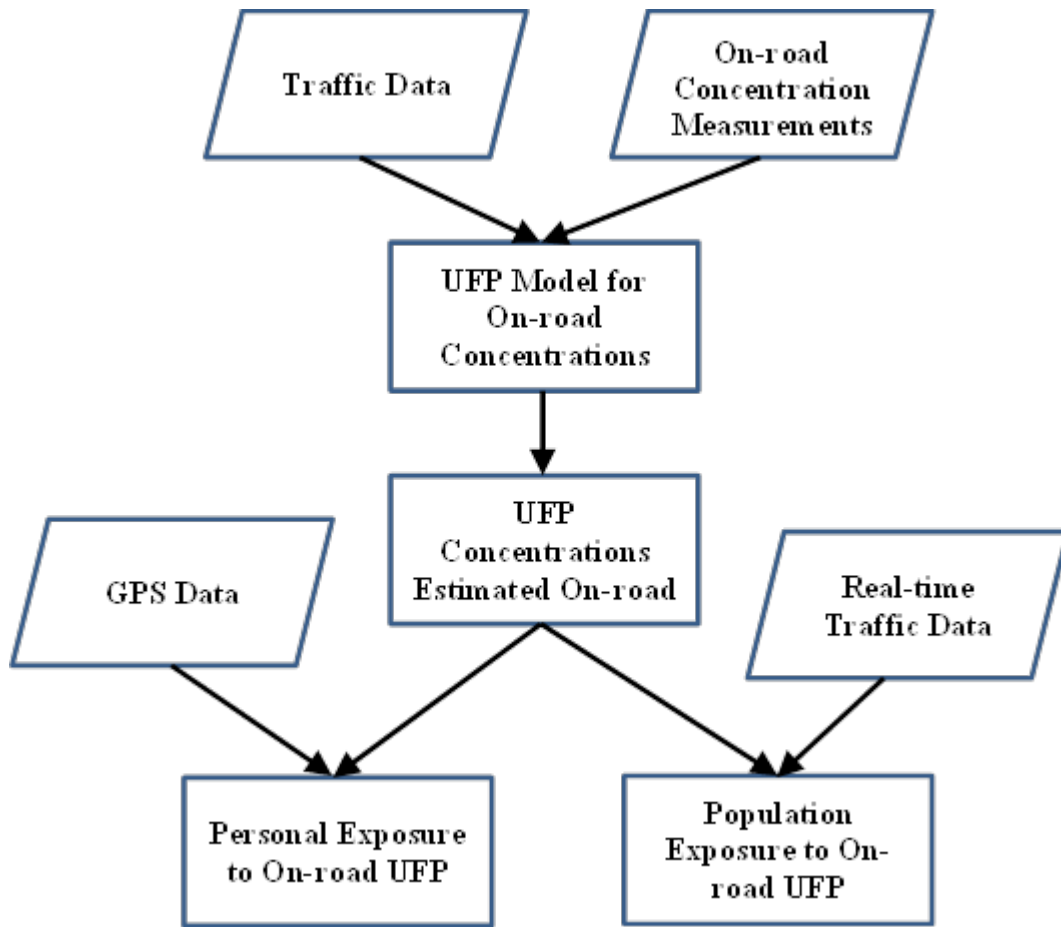 Traffic Data
On-road
Concentration
Measurements
UFP Model for
On-road
Concentrations
UFP
Concentrations
Estimated On-road
GPS Data
Real-time
Traffic Data
Personal Exposure
to On-road UFP
Population
Exposure to On-
road UFP